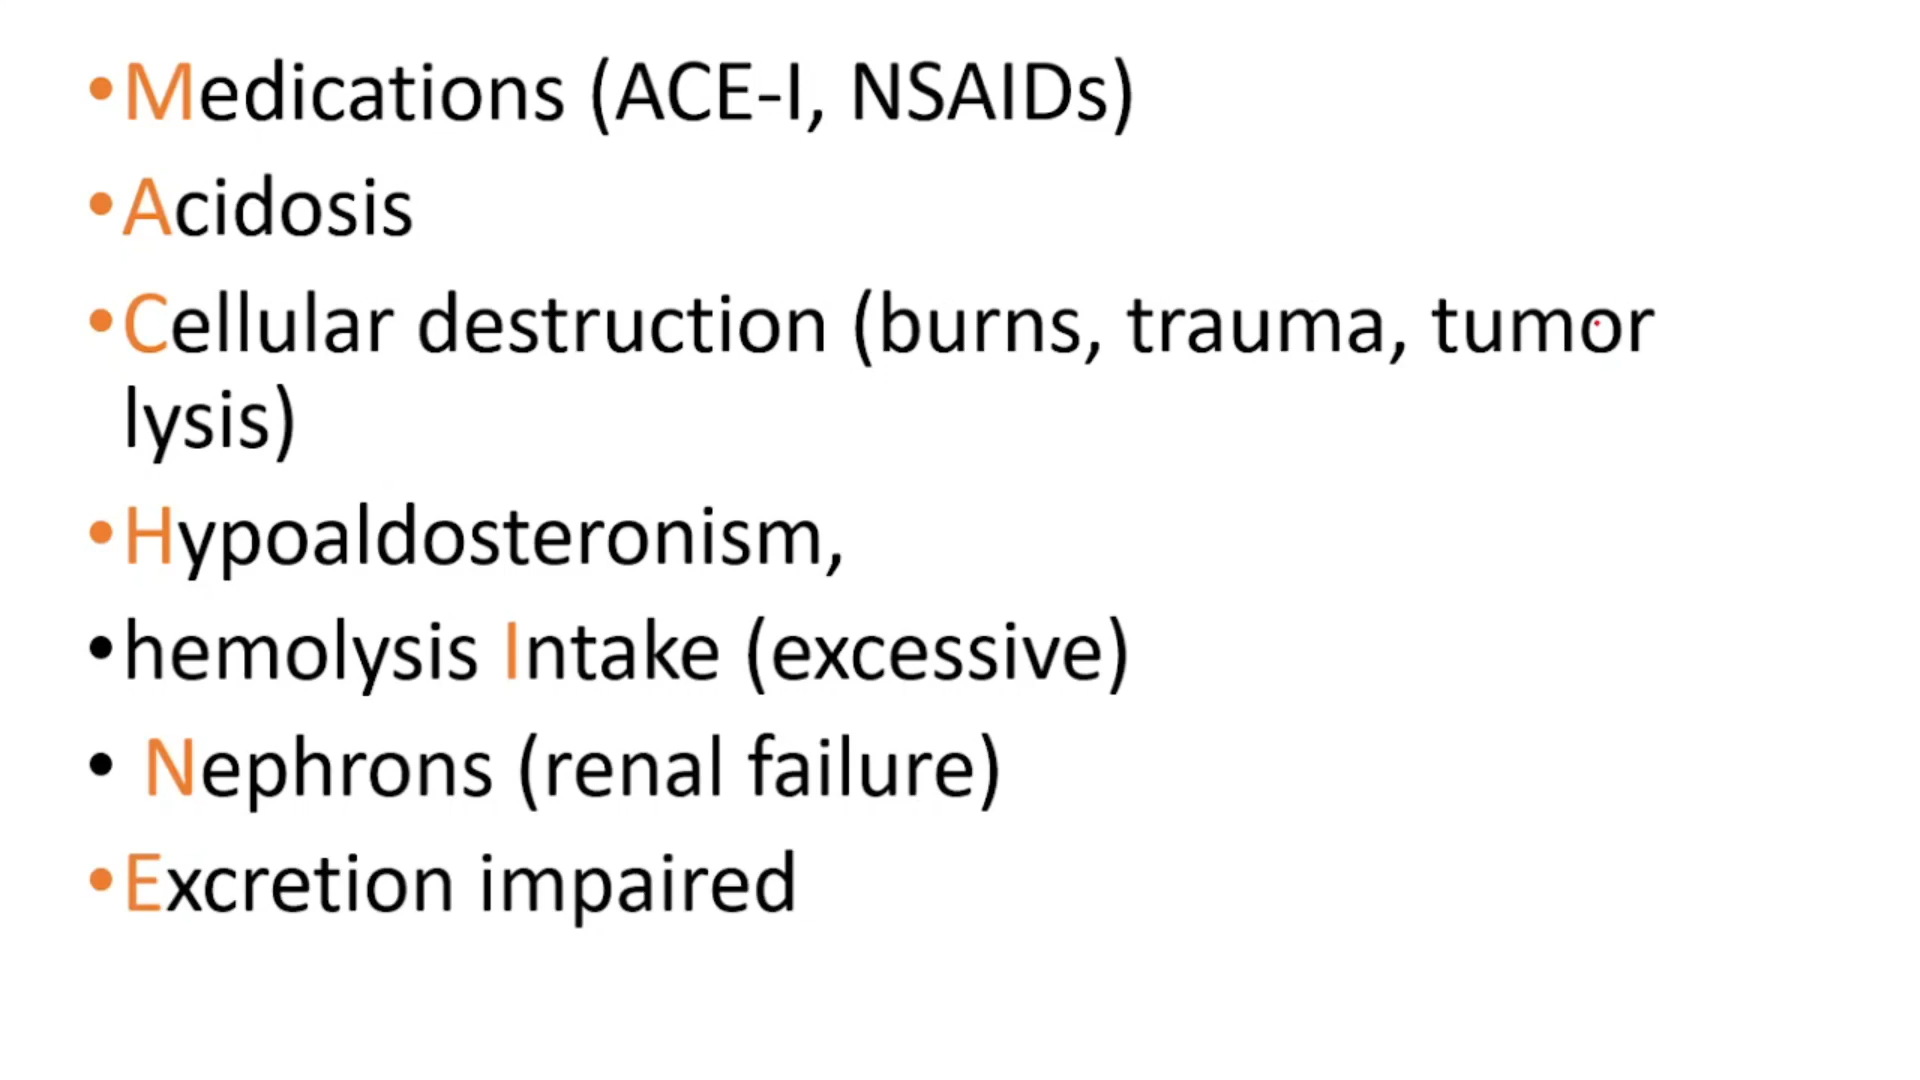 •Medications (ACE-I, NSAIDs)
•Acidosis
•Cellular destruction (burns, trauma, tumor
lysis)
•Hypoaldosteronism,
•hemolysis Intake (excessive)
• Nephrons (renal failure)
•Excretion impaired